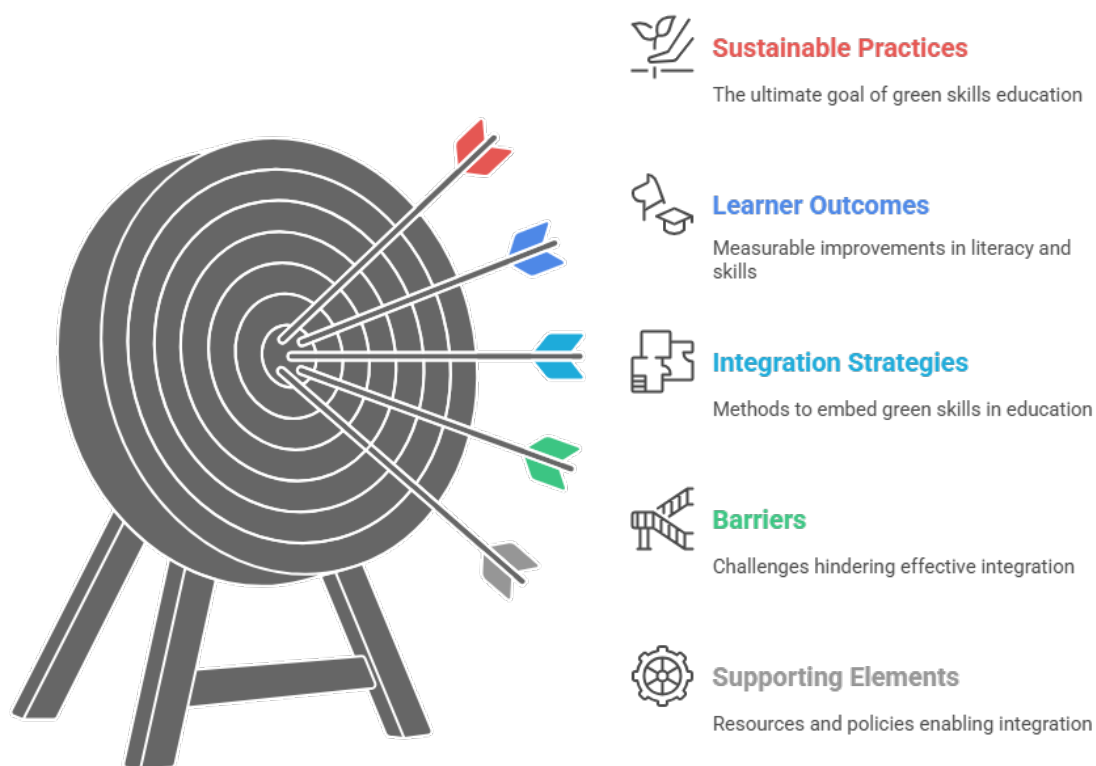 Sustainable Practices
The ultimate goal of green skills education
Learner Outcomes
Measurable improvements in literacy and
skills
Integration Strategies
Methods to embed green skills in education
Barriers
Challenges hindering effective integration
Supporting Elements
Resources and policies enabling integration